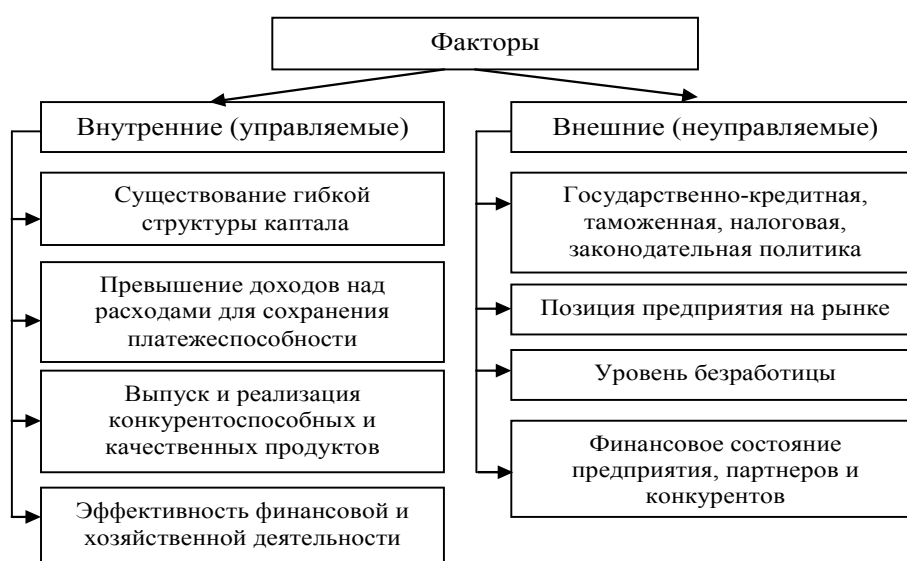 Факторы
Внутренние (управляемые)
Существование гибкой
структуры каптала
Превышение доходов над
расходами для сохранения
платежеспособности
Выпуск и реализация
конкурентоспособных и
качественных продуктов
Эффективность финансовой и
хозяйственной деятельности
Внешние (неуправляемые)
Государственно-кредитная,
таможенная, налоговая,
законодательная политика
Позиция предприятия на рынке
Уровень безработицы
Финансовое состояние
предприятия, партнеров и
конкурентов